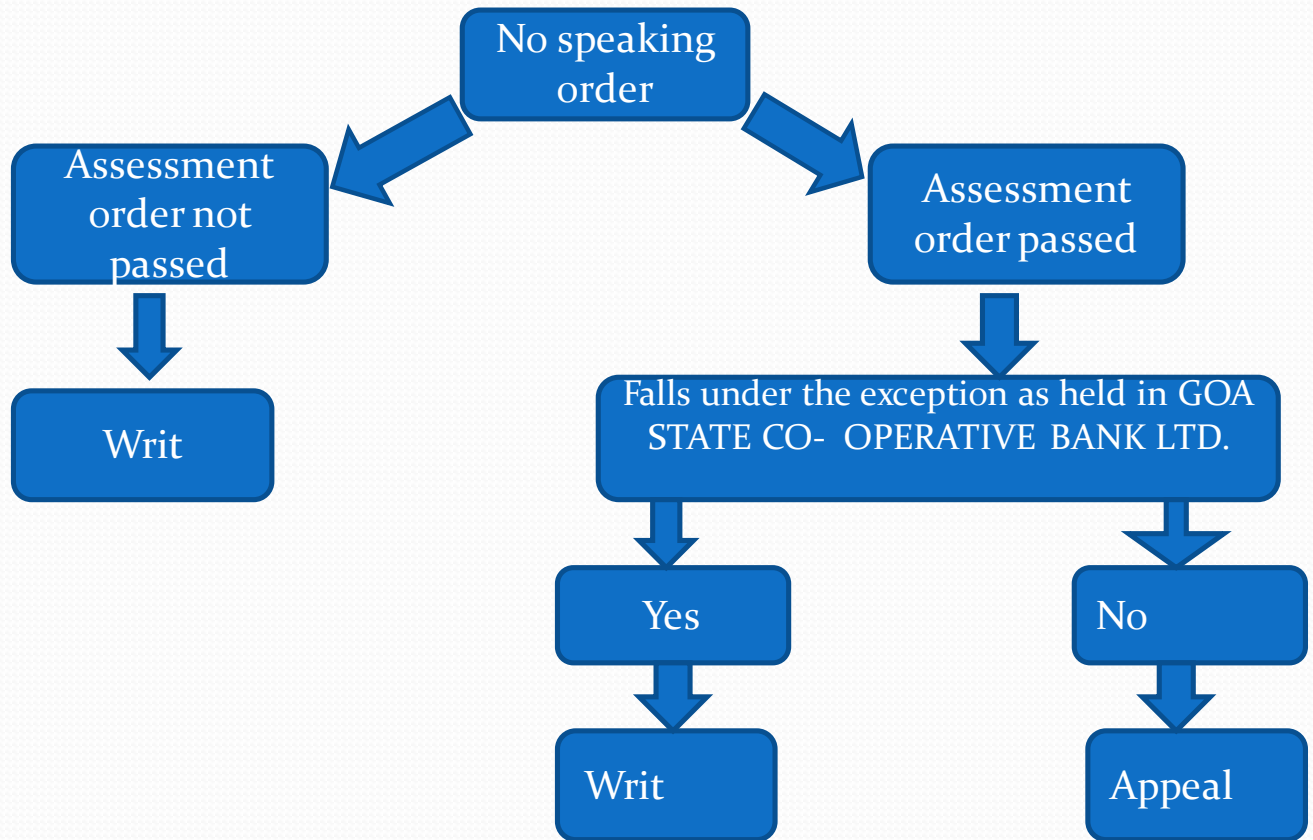 No speaking
order
Assessment
order not
passed
Assessment
order passed
Writ
Falls under the exception as held in GOA
STATE CO- OPERATIVE BANK LTD.
Yes
No
Writ
Appeal